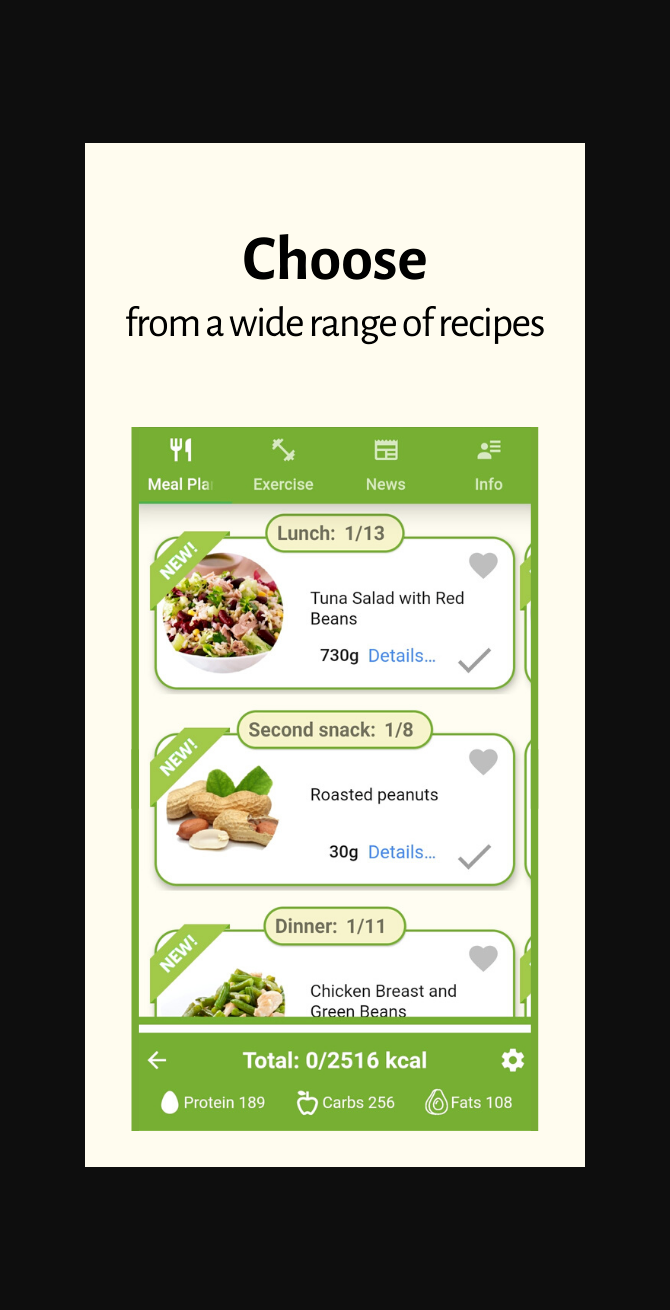 Choose
from a wide range of recipes
Meal Pla
Exercise
News
Info
Lunch: 1/13
NEW!
Tuna Salad with Red
Beans
730g Details...
Second snack: 1/8
NEW!
Roasted peanuts
30g Details...
Dinner: 1/11
NEW!
Chicken Breast and
Green Beans
Total: 0/2516 kcal
Protein 189
Carbs 256
Fats 108